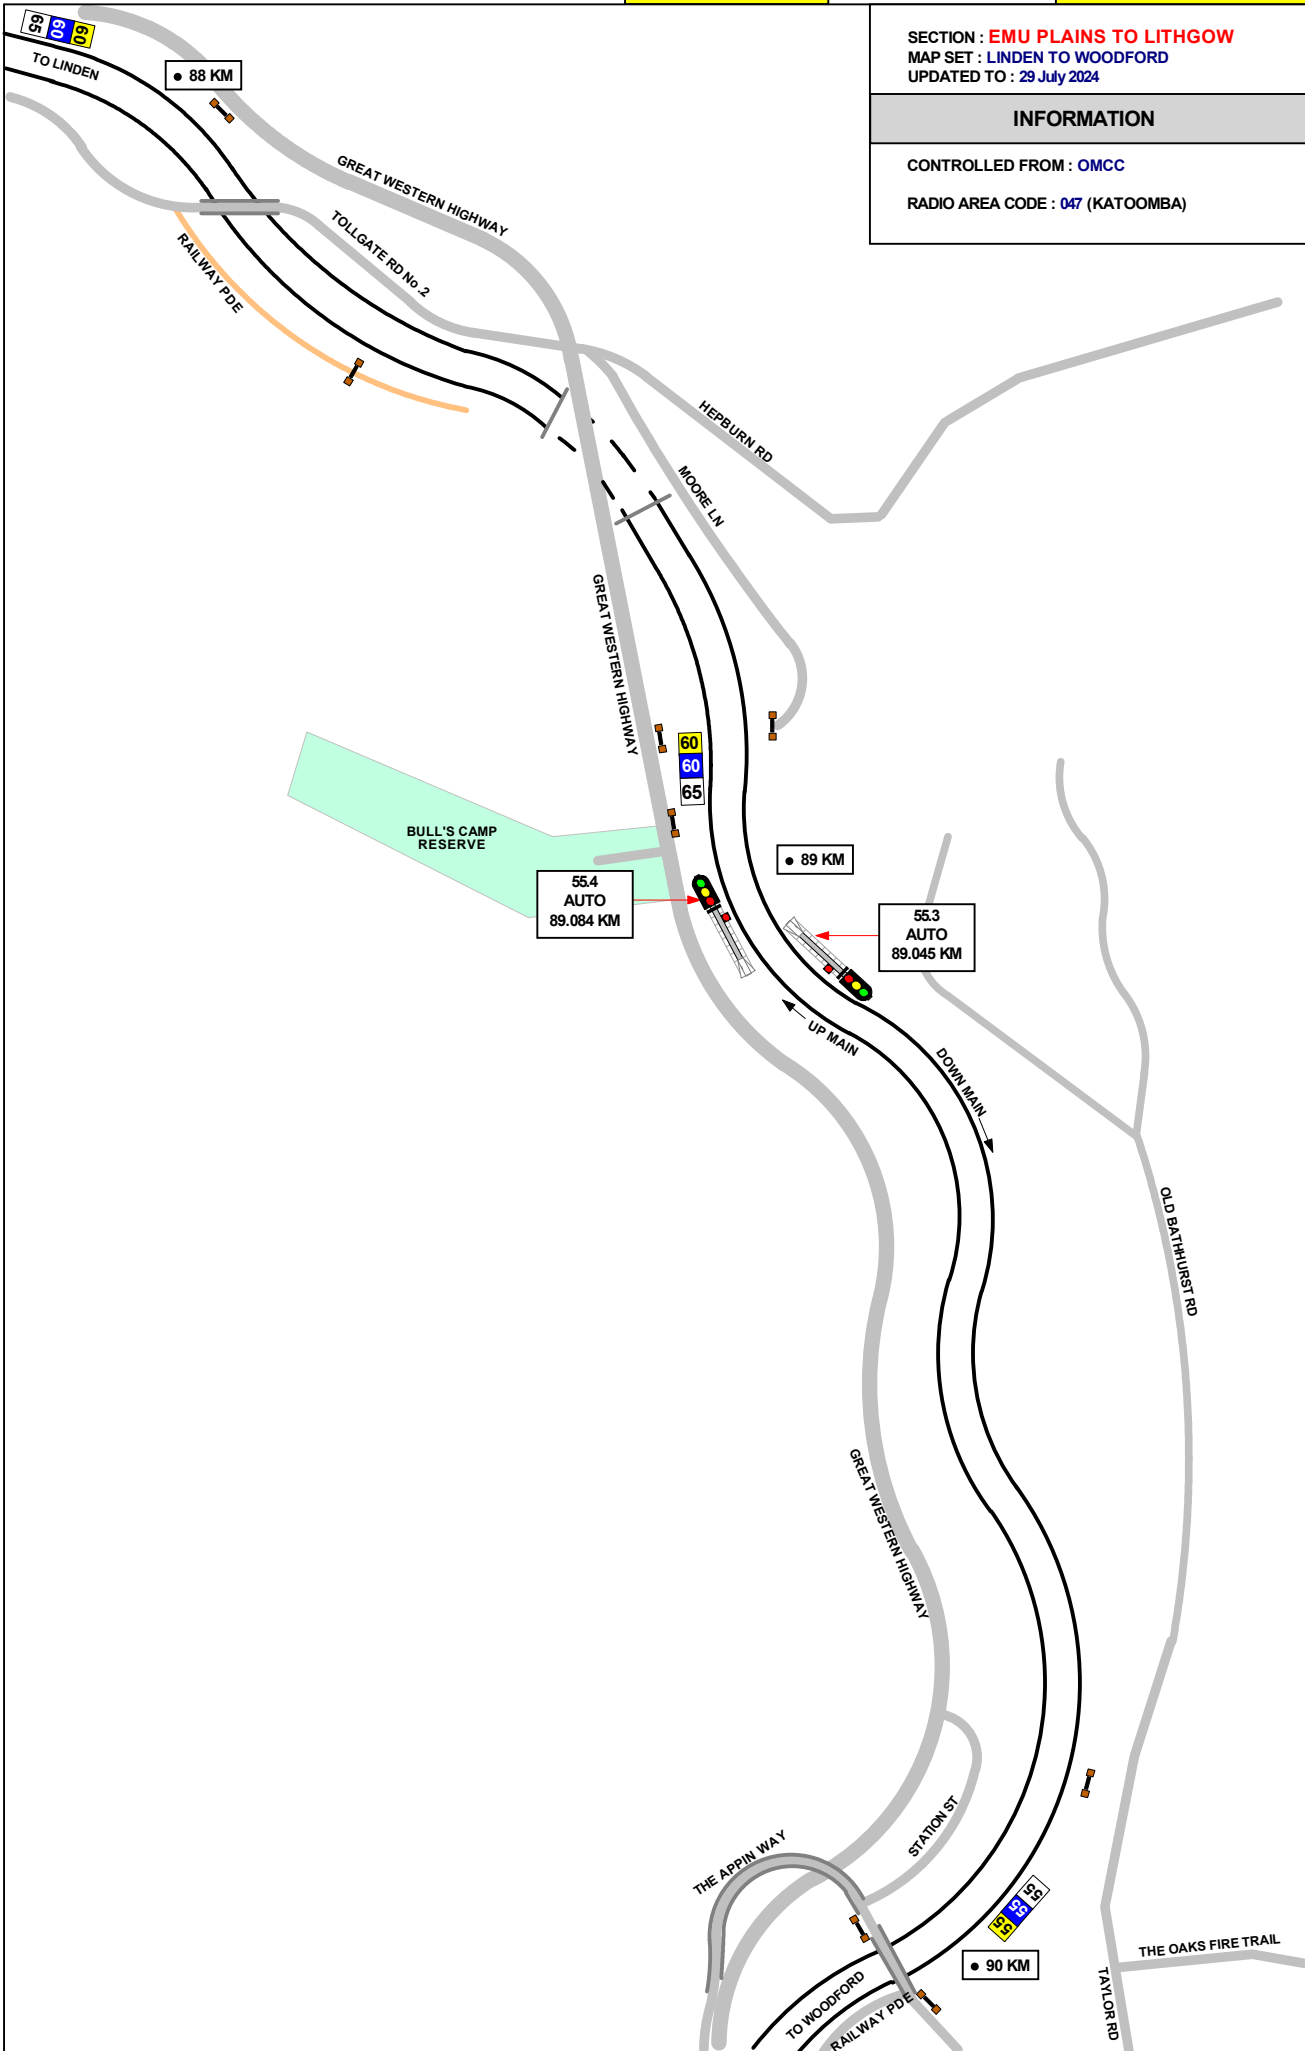 SECTION : EMU PLAINS TO LITHGOW
MAP SET : LINDEN TO WOODFORD
UPDATED TO : 29 July 2024
INFORMATION
CONTROLLED FROM : OMCC
RADIO AREA CODE : 047 (KATOOMBA)
65
60
60
TO LINDEN
88 KM
GREAT WESTERN HIGHWAY
TOLLGATE RD No.2
RAILWAY PDE
HEPBURN RD
MOORE LN
GREAT WESTERN HIGHWAY
60
60
65
BULL'S CAMP
RESERVE
89 KM
55.4
AUTO
89.084 KM
55.3
AUTO
89.045 KM
UP MAIN
DOWN MAIN
OLD BATHHURST RD
GREAT WESTERN HIGHWAY
STATION ST
THE APPIN WAY
55
55
55
90 KM
THE OAKS FIRE TRAIL
TAYLOR RD
TO WOODFORD
RAILWAY PDE